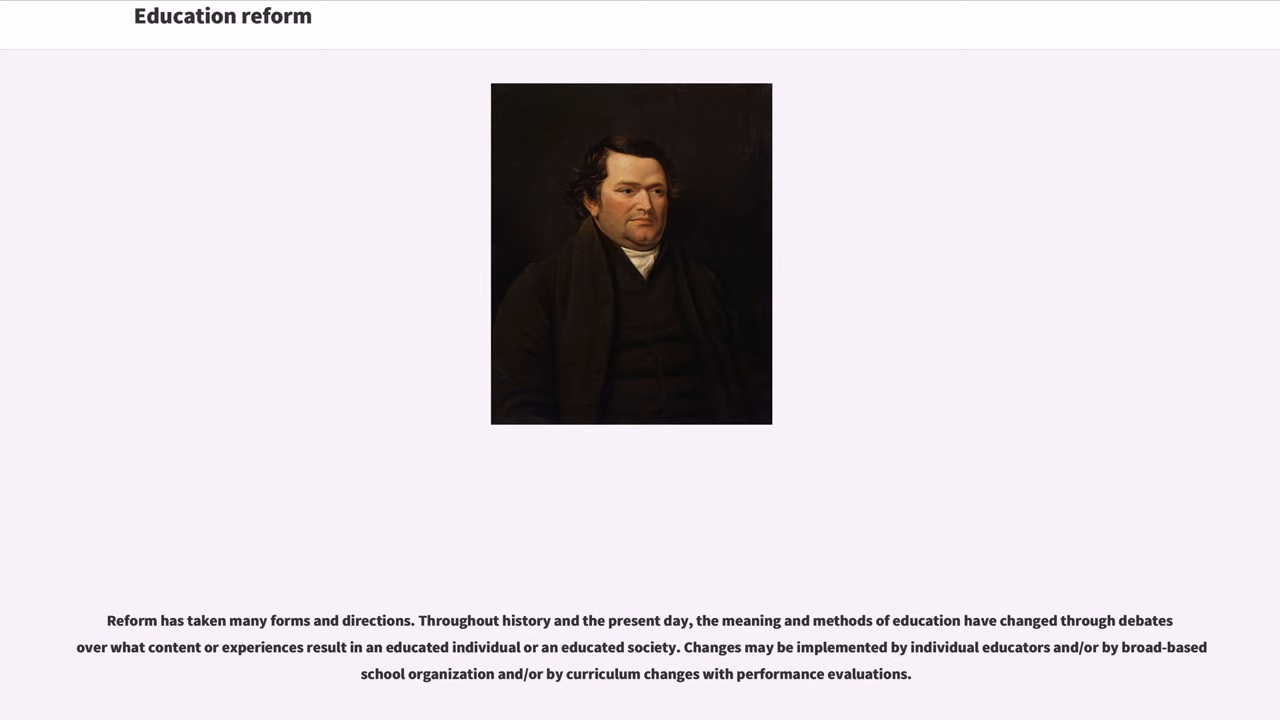 Education reform
Reform has taken many forms and directions. Throughout history and the present day, the meaning and methods of education have changed through debates
over what content or experiences result in an educated individual or an educated society. Changes may be implemented by individual educators and/or by broad-based
school organization and/or by curriculum changes with performance evaluations.